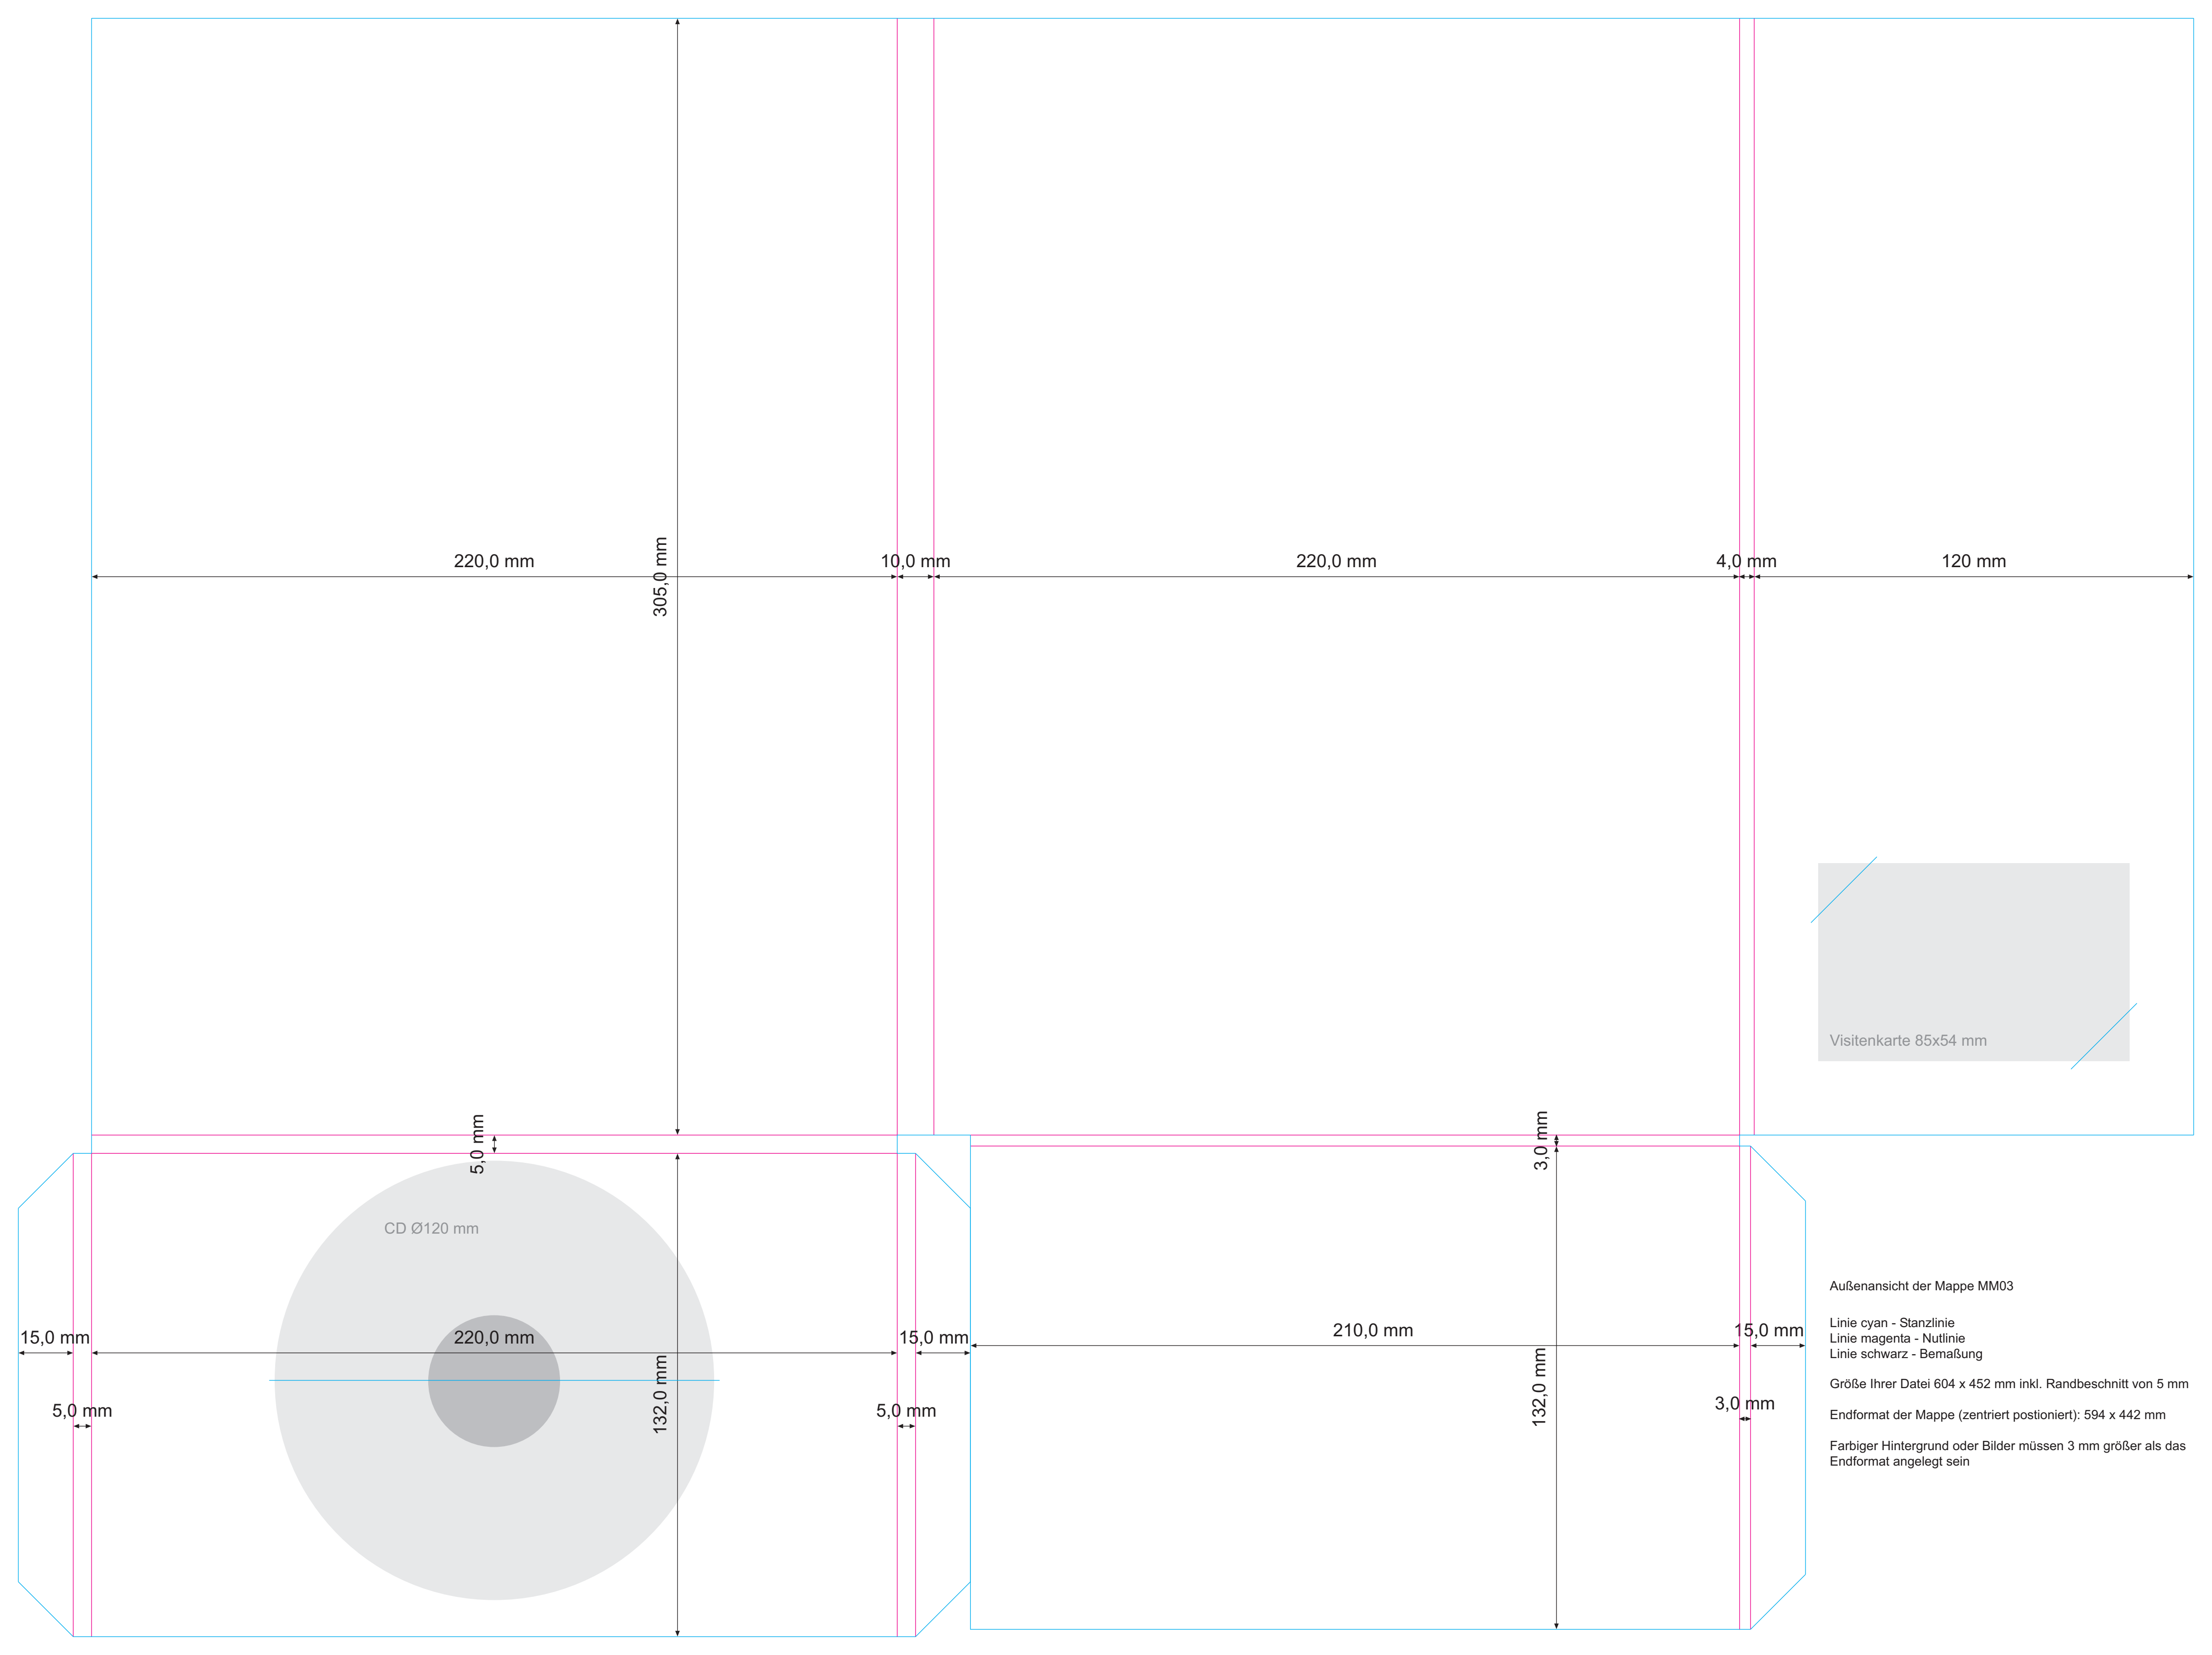 305,0 mm
220,0 mm
10,0 mm
220,0 mm
4,0 mm
120 mm
Visitenkarte 85x54 mm
5,0 mm
3,0 mm
CD Ø120 mm
15,0 mm
220,0 mm
15,0 mm
210,0 mm
15,0 mm
132,0 mm
132,0 mm
5,0 mm
5,0 mm
3,0 mm
Außenansicht der Mappe MM03
Linie cyan - Stanzlinie
Linie magenta - Nutlinie
Linie schwarz - Bemaßung
Größe Ihrer Datei 604 x 452 mm inkl. Randbeschnitt von 5 mm
Endformat der Mappe (zentriert postioniert): 594 x 442 mm
Farbiger Hintergrund oder Bilder müssen 3 mm größer als das
Endformat angelegt sein